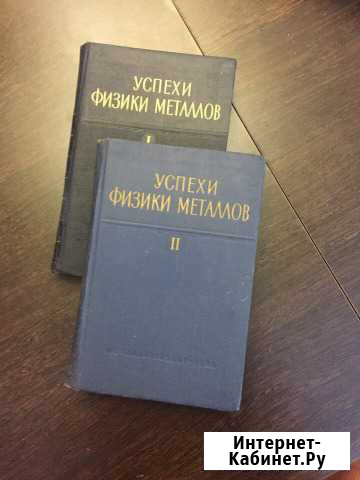 УСПЕХИ
ФИЗИКИ МЕТАЛЛОВ
I
УСПЕХИ
ФИЗИКИ МЕТАЛЛОВ
II
Интернет-
Кабинет.Ру